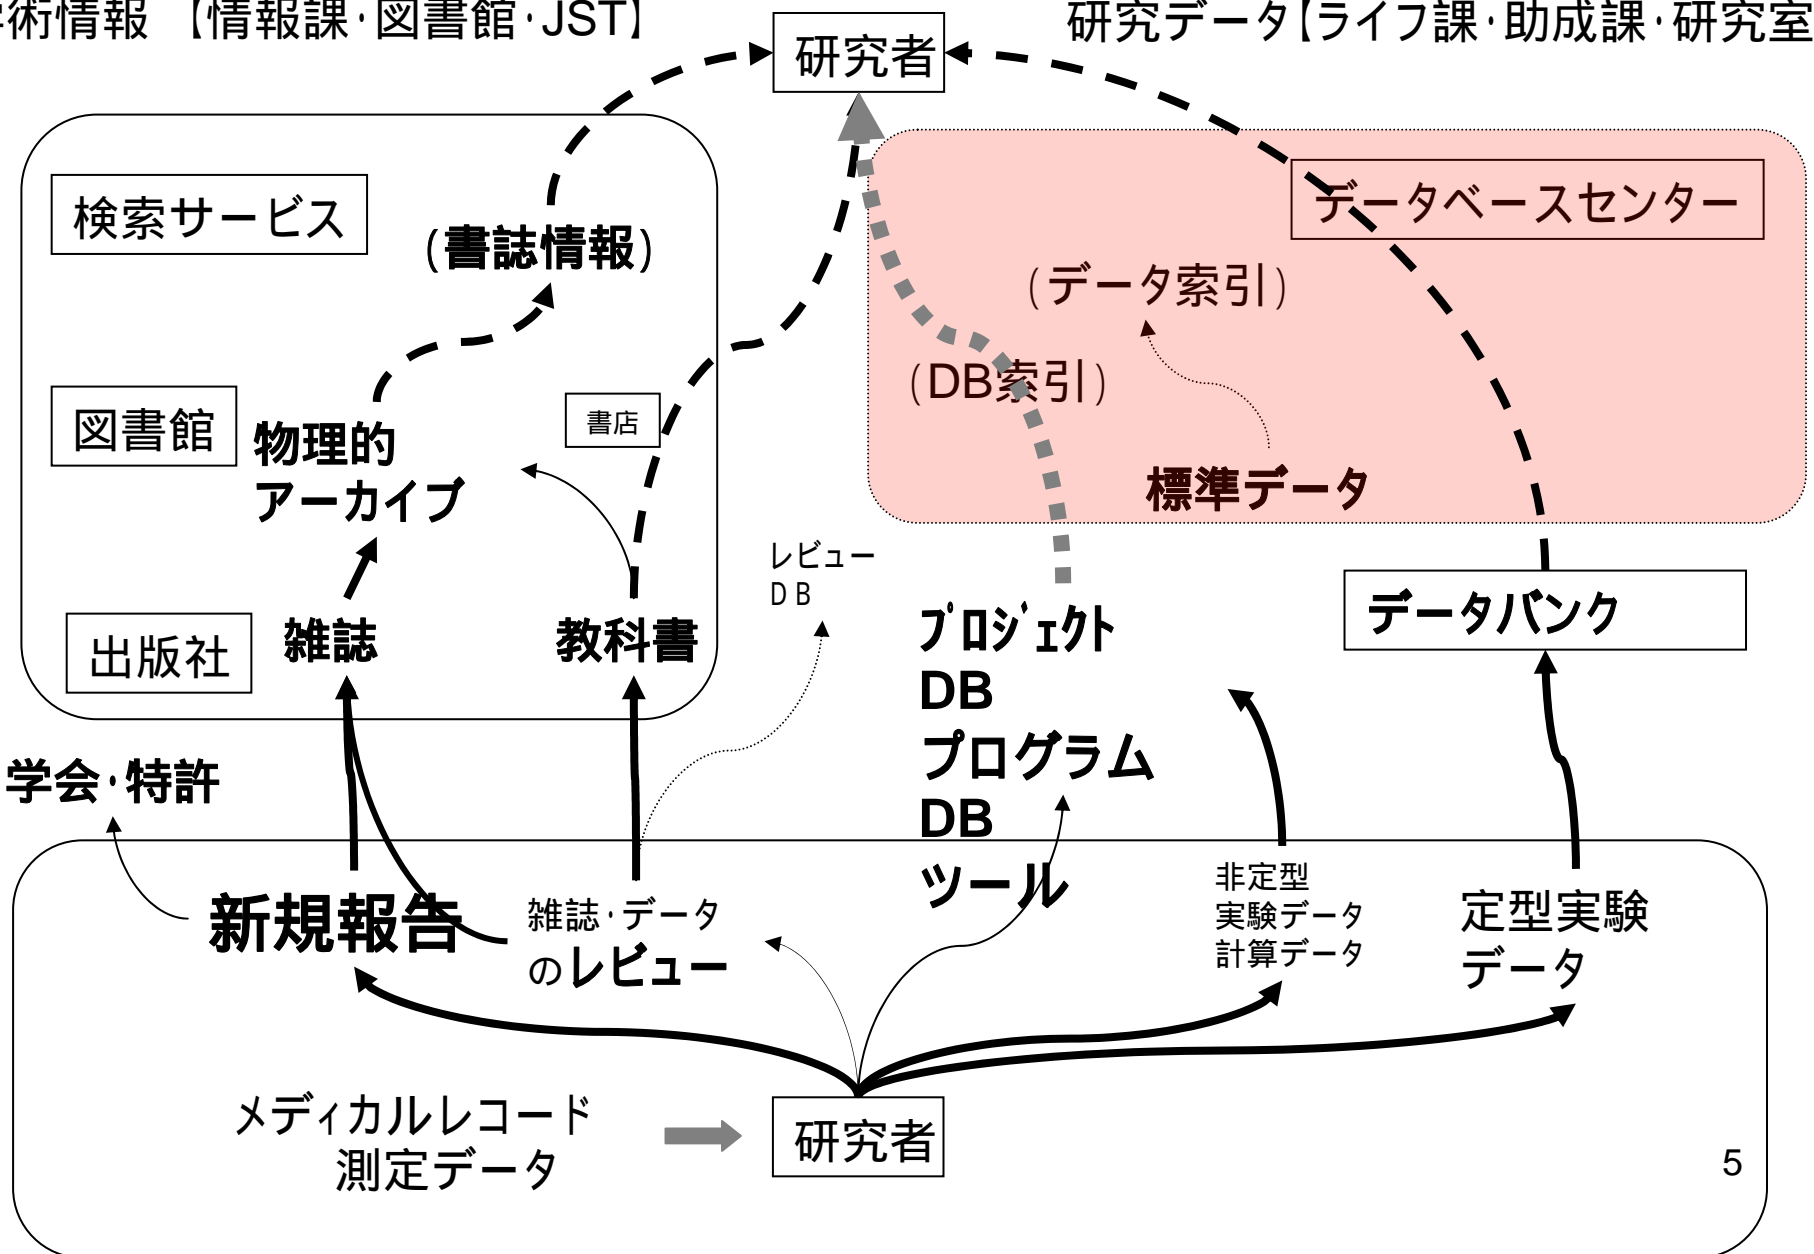 術情報 【情報課·図書館·JST】
研究データ【ライフ課·助成課·研究室
研究者
検索サービス
(書誌情報)
データベースセンター
(データ索引)
(DB索引)
図書館
物理的
アーカイブ
書店
標準データ
レビュー
DB
出版社
雑誌
教科書
プロジェクト
DB
プログラム
DB
ツール
データバンク
学会·特許
新規報告
雑誌·データ
のレビュー
非定型
実験データ
計算データ
定型実験
データ
メディカルレコード
測定データ
研究者
5